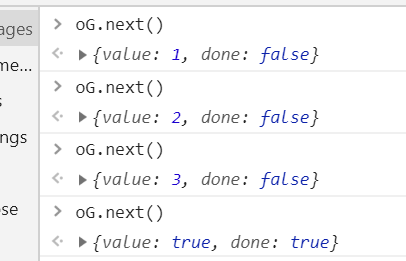 ages
> oG.next()
<· ▶{value: 1, done: false}
me...
> oG.next()
s
<· ▶{value: 2, done: false}
ngs
> oG.next()
<· ▶{value: 3, done: false}
ose
> oG.next()
<· ▶{value: true, done: true}